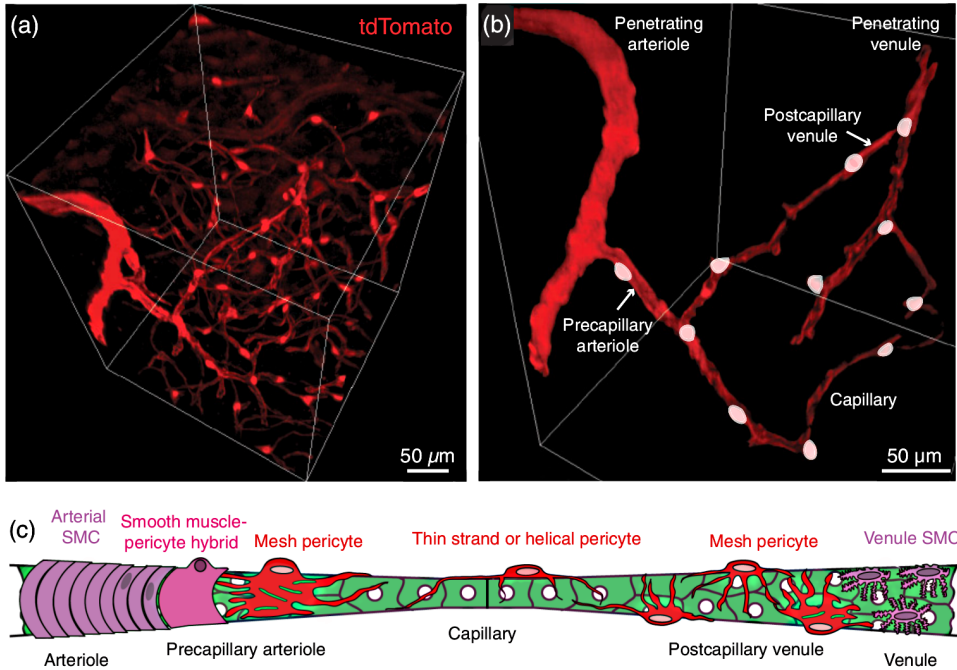 (a)
tdTomato
50 μm
(b)
Penetrating
arteriole
Penetrating
venule
Postcapillary
venule
Precapillary
arteriole
Capillary
50 μm
(c)
Arterial
SMC
Smooth muscle-
pericyte hybrid
Mesh pericyte
Thin strand or helical pericyte
Mesh pericyte
Venule SMC
Arteriole
Precapillary arteriole
Capillary
Postcapillary venule
Venule